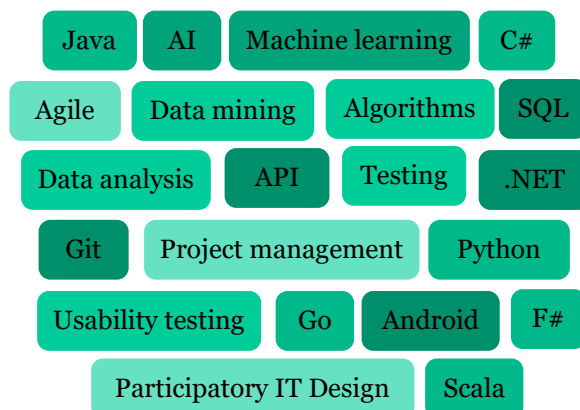 Java AI Machine learning C#
Agile Data mining Algorithms SQL
Data analysis API Testing .NET
Git Project management Python
Usability testing Go Android F#
Participatory IT Design Scala